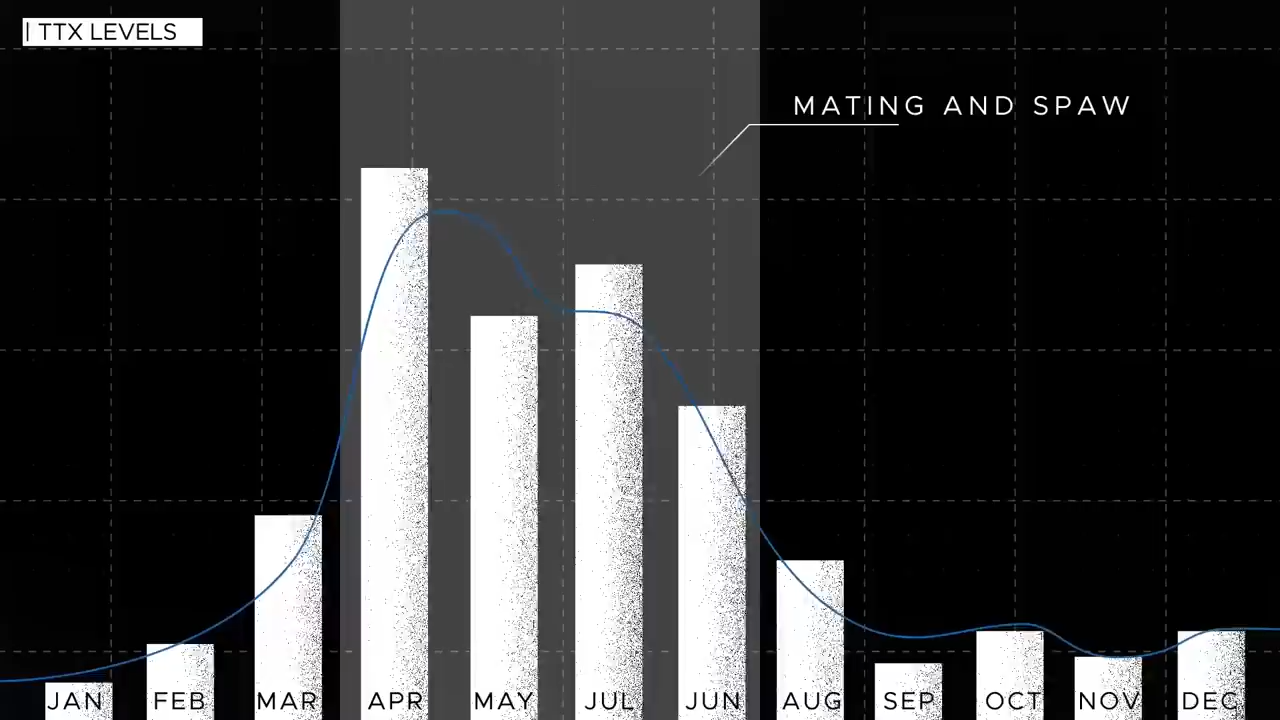 | TTX LEVELS
MATING AND SPAW
JAN FEB MAR APR MAY JUL JUN AUG SEP OCT NOV DEC